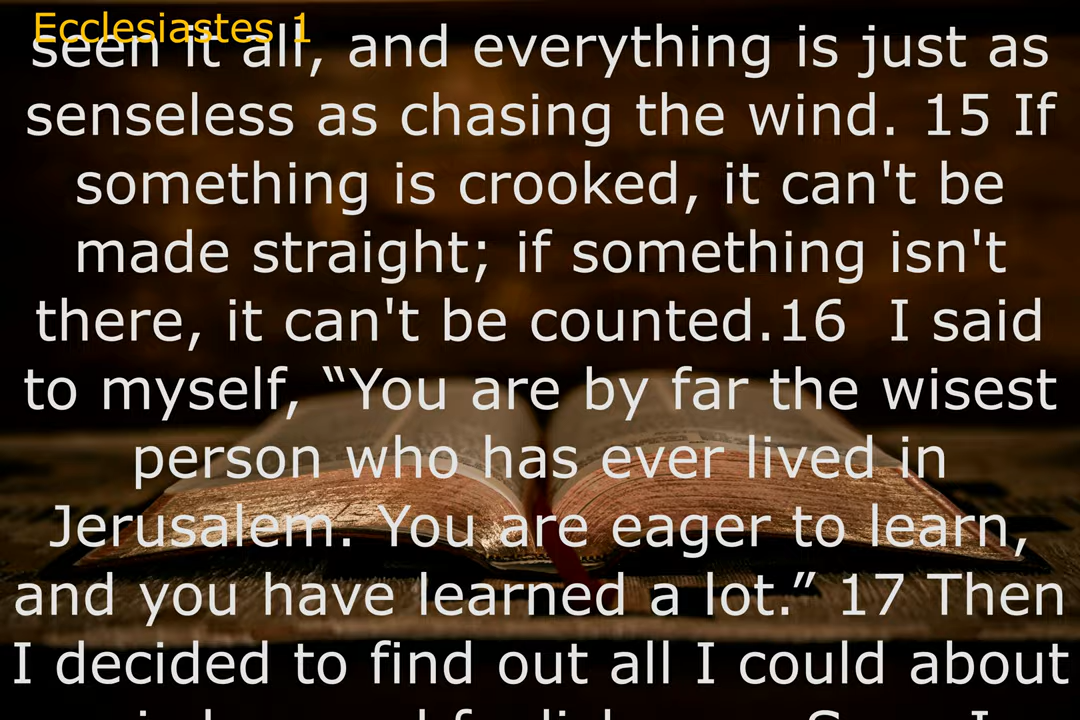 Ecclesiastes 1
seen it all, and everything is just as
senseless as chasing the wind. 15 If
something is crooked, it can't be
made straight; if something isn't
there, it can't be counted.16  I said
to myself, “You are by far the wisest
person who has ever lived in
Jerusalem. You are eager to learn,
and you have learned a lot.” 17 Then
I decided to find out all I could about